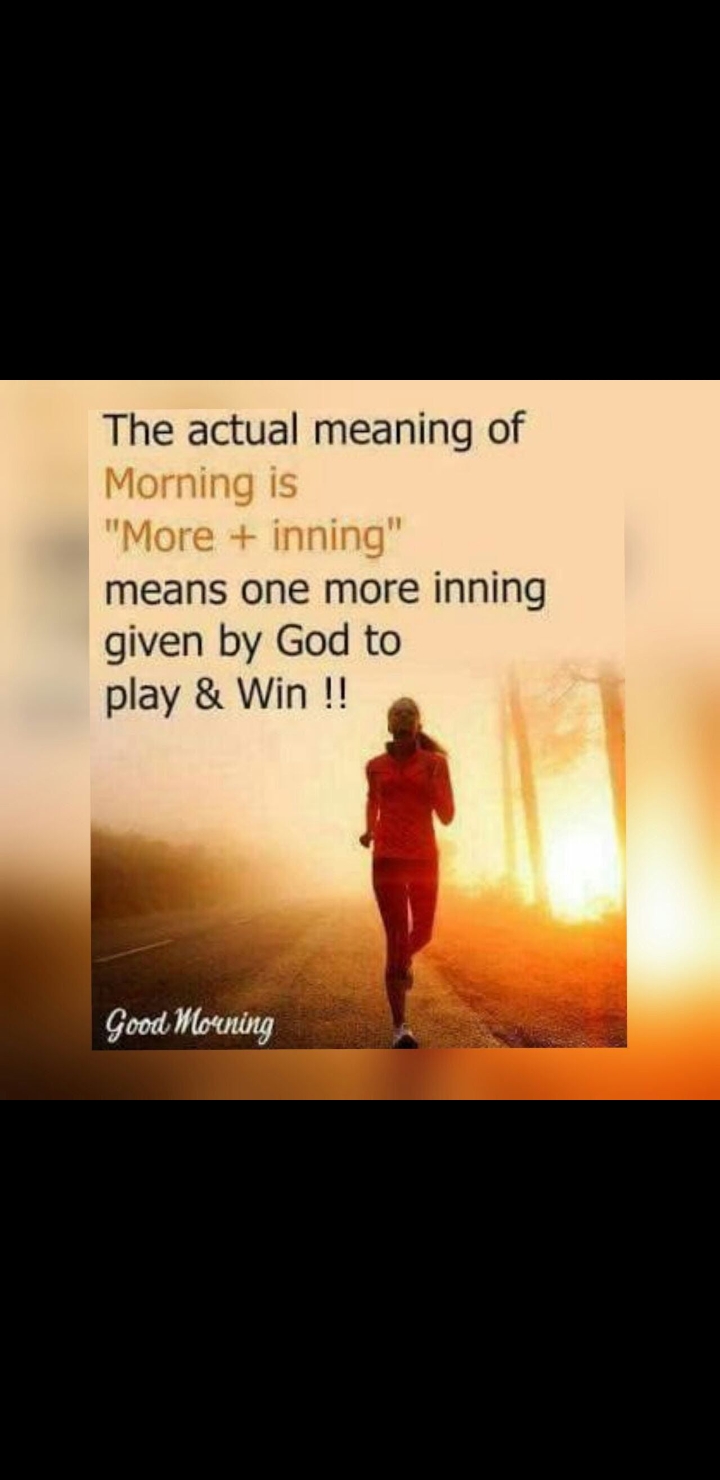 The actual meaning of
Morning is
"More + inning"
means one more inning
given by God to
play & Win !!
Good Morning